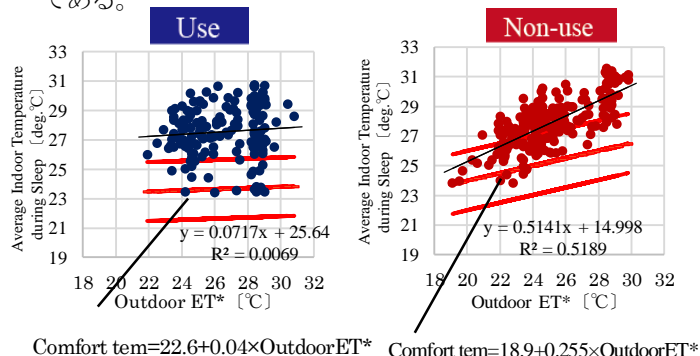 である。
Use
Non-use
33
31
29
27
25
23
21
19
Average Indoor Temperature
during Sleep〔deg.℃〕
y = 0.0717x + 25.64
R² = 0.0069
18 20 22 24 26 28 30 32
Outdoor ET*〔℃〕
33
31
29
27
25
23
21
19
Average Indoor Temperature
during Sleep〔deg.℃〕
y = 0.5141x + 14.998
R² = 0.5189
18 20 22 24 26 28 30 32
Outdoor ET*〔℃〕
Comfort tem=22.6+0.04×OutdoorET*
Comfort tem=18.9+0.255×OutdoorET*